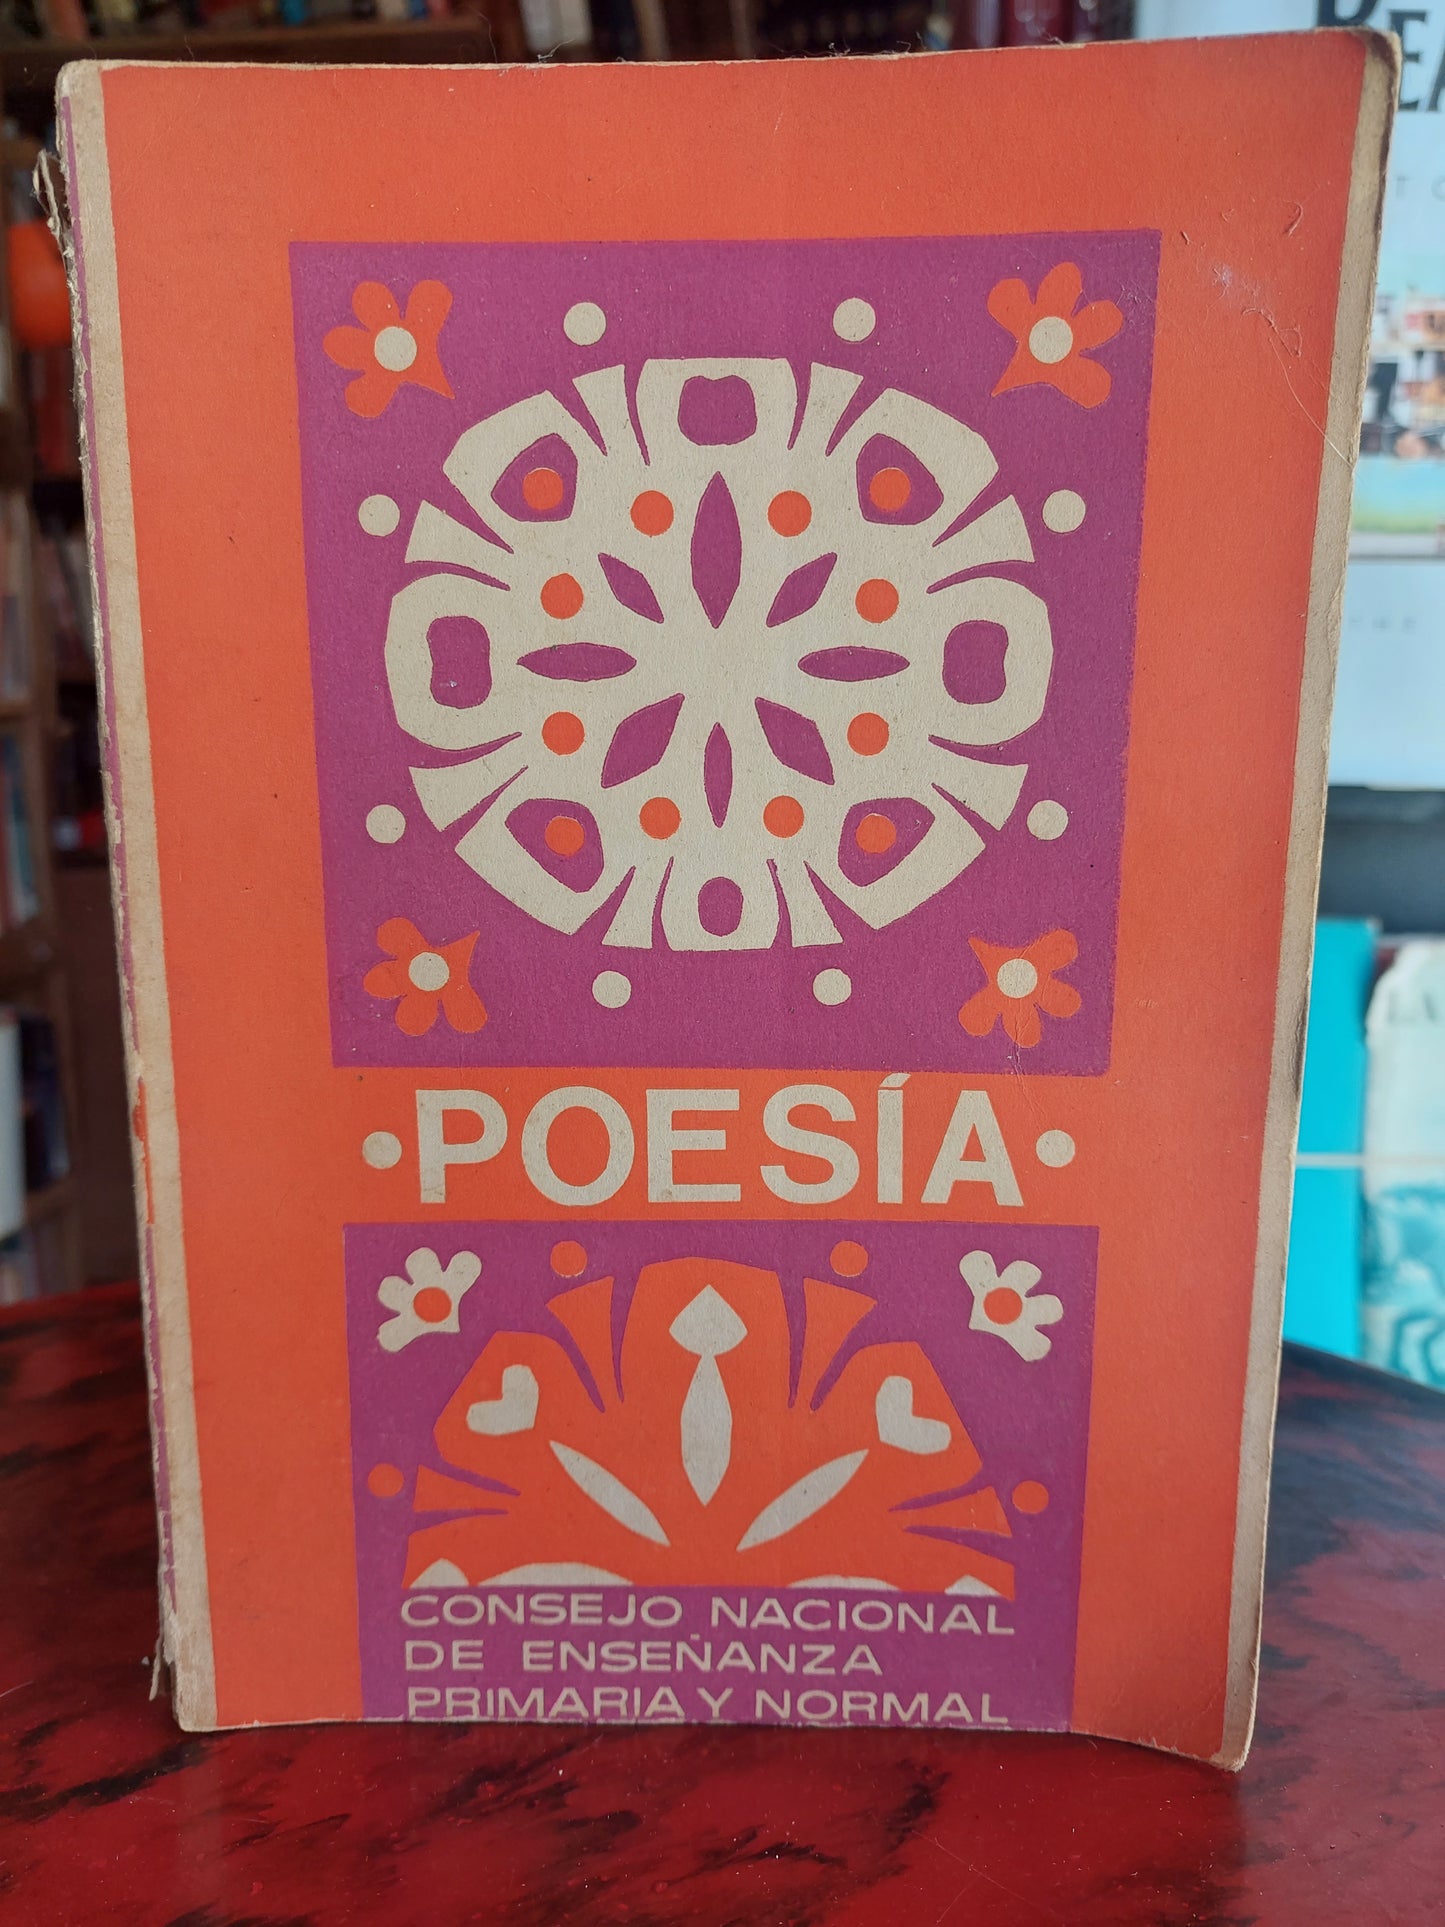 ·POESÍA·
CONSEJO NACIONAL
DE ENSEÑANZA
PRIMARIA Y NORMAL